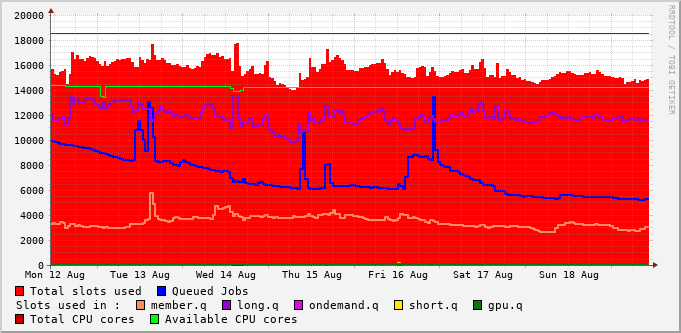 20000
18000
16000
14000
12000
10000
8000
6000
4000
2000
0
Mon 12 Aug Tue 13 Aug Wed 14 Aug Thu 15 Aug Fri 16 Aug Sat 17 Aug Sun 18 Aug
Total slots used Queued Jobs
Slots used in : member.q long.q ondemand.q short.q gpu.q
Total CPU cores Available CPU cores
RRDTOOL / TOBI OETIKER